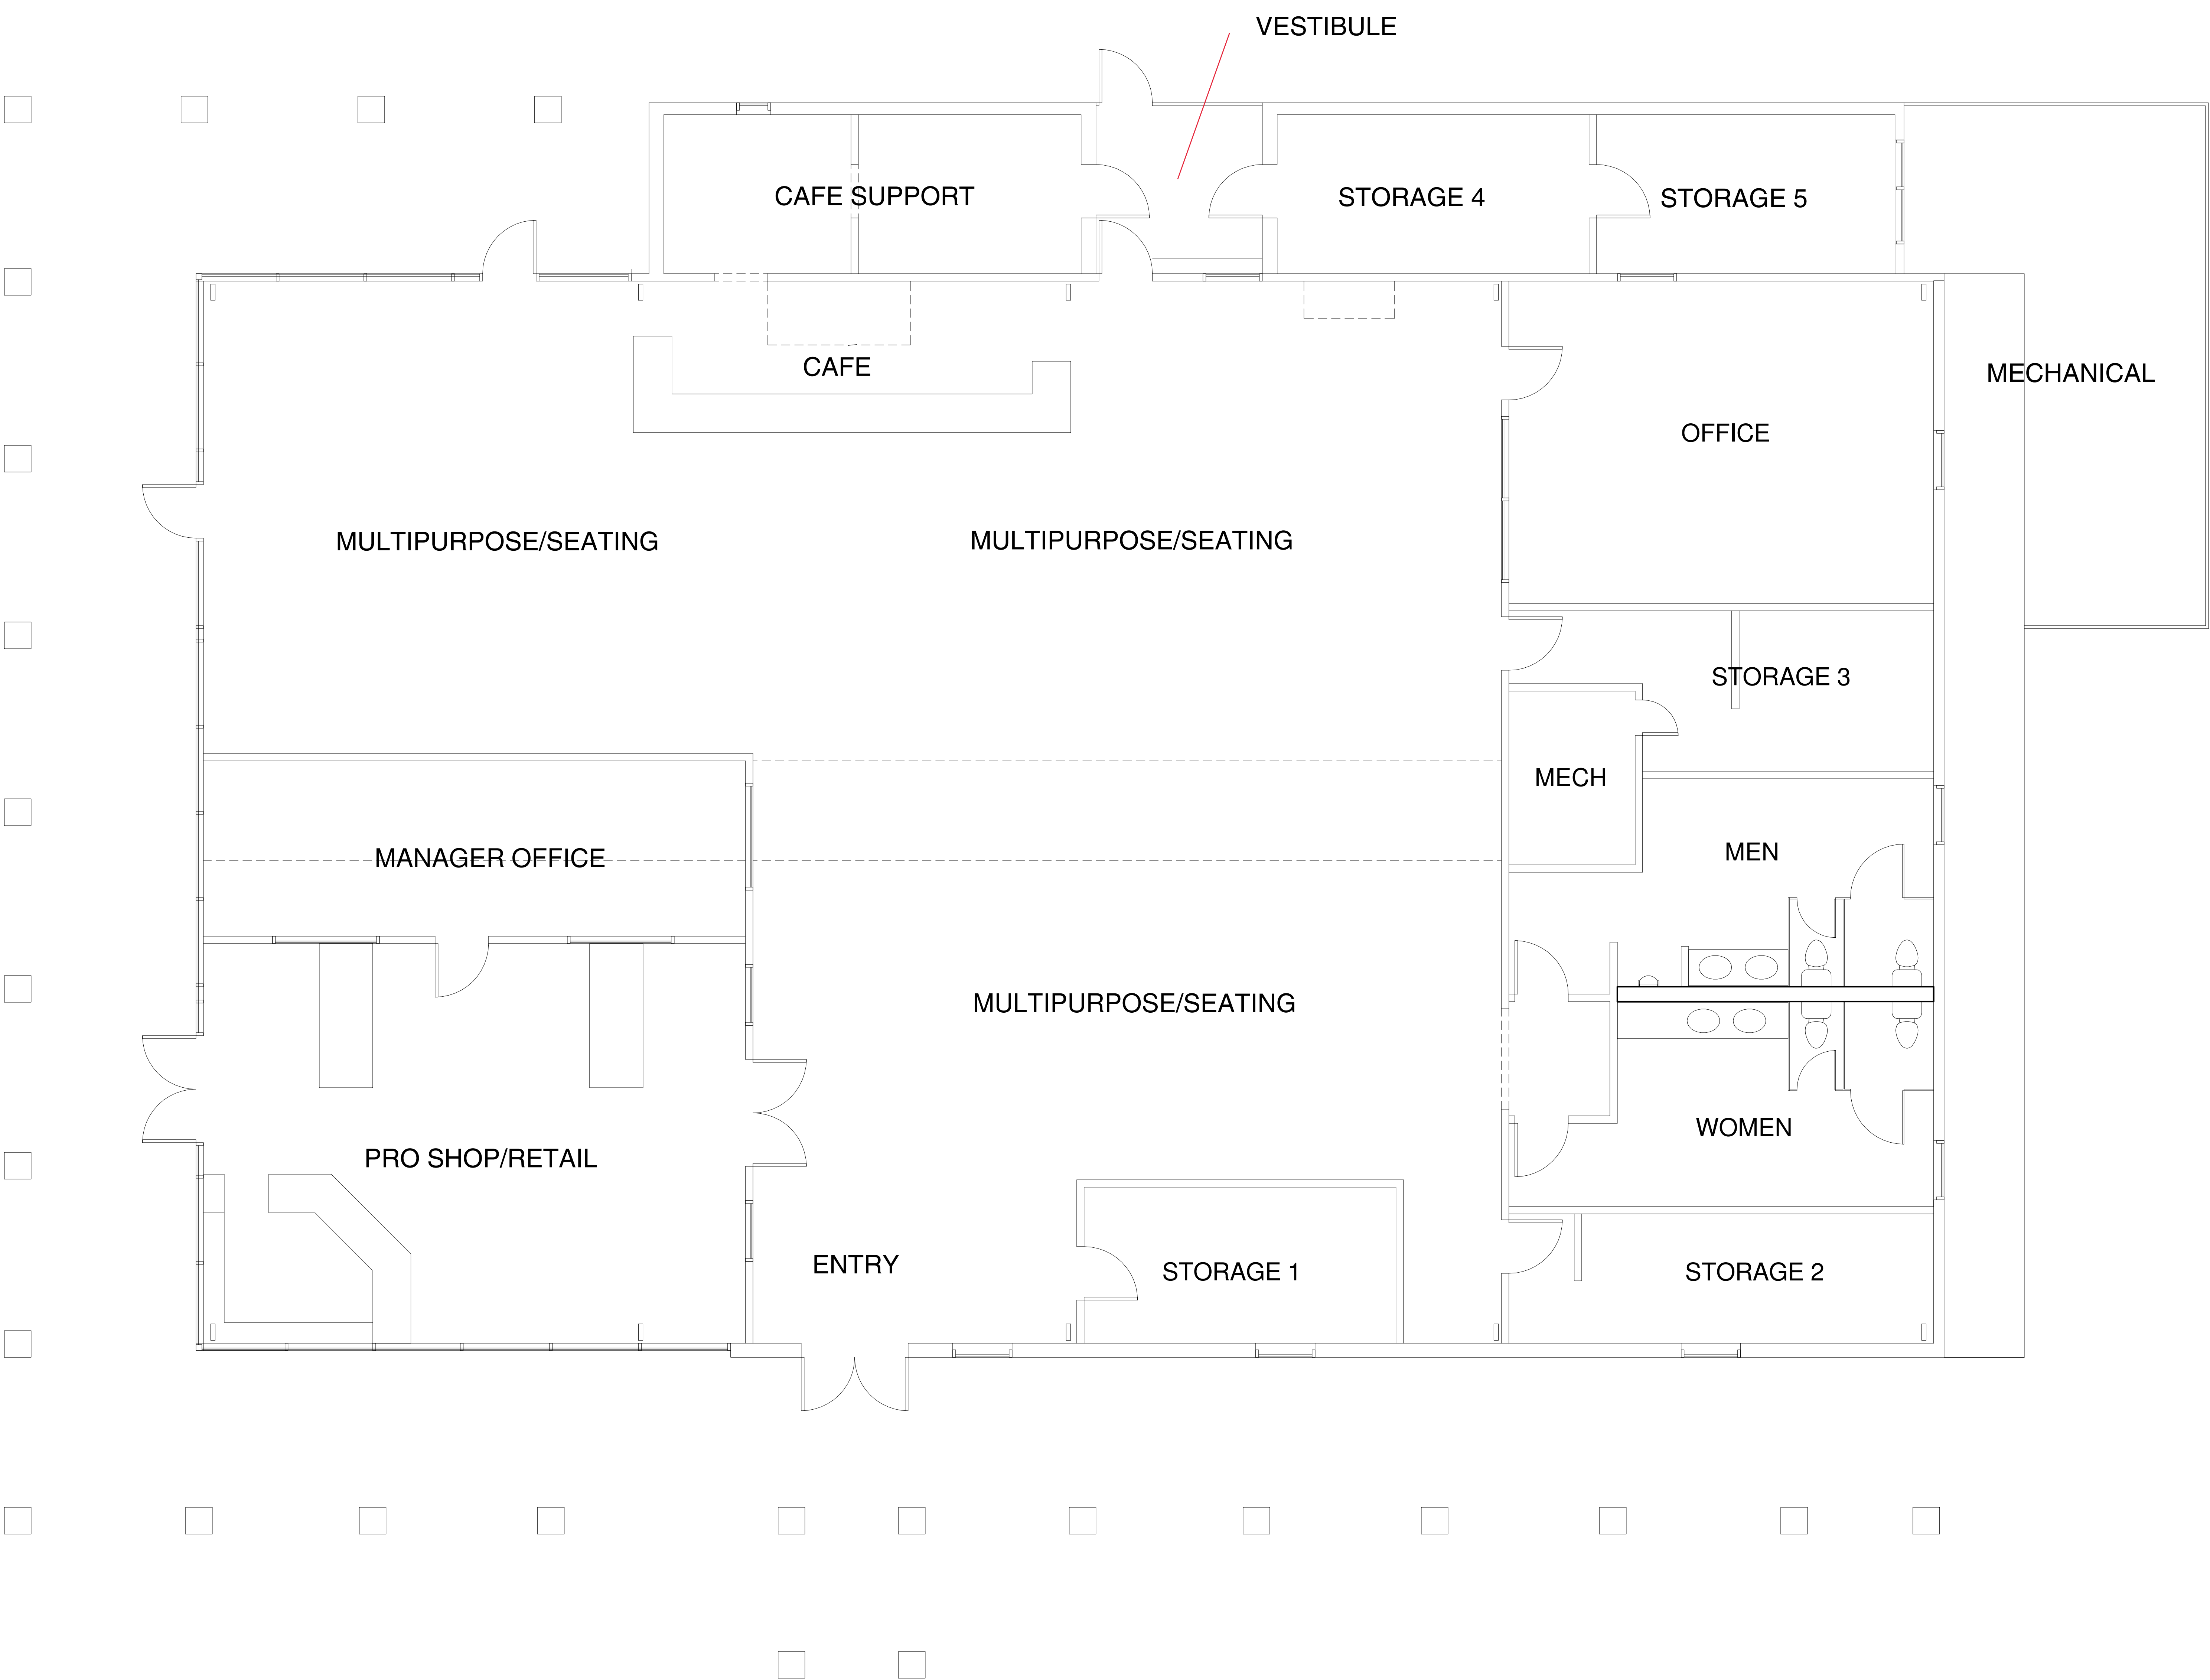 VESTIBULE
CAFE SUPPORT
STORAGE 4
STORAGE 5
CAFE
MECHANICAL
OFFICE
MULTIPURPOSE/SEATING
MULTIPURPOSE/SEATING
STORAGE 3
MECH
MANAGER OFFICE
MEN
MULTIPURPOSE/SEATING
WOMEN
PRO SHOP/RETAIL
ENTRY
STORAGE 1
STORAGE 2